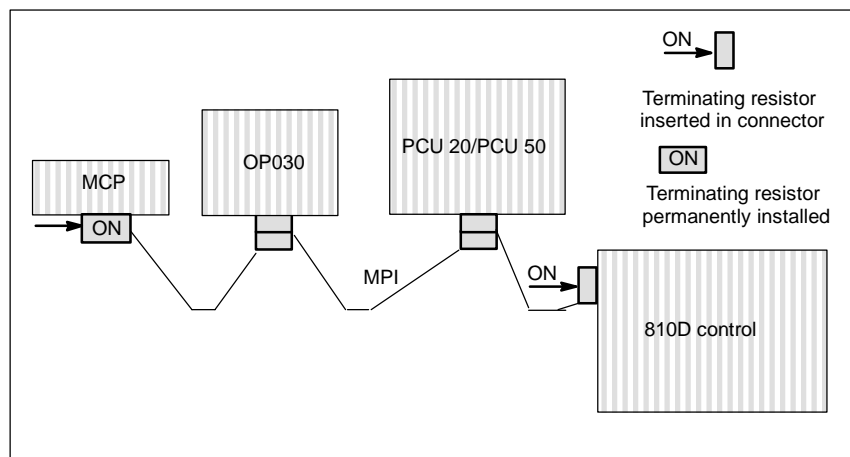 ON
Terminating resistor
inserted in connector
ON
Terminating resistor
permanently installed
MCP
ON
OP030
PCU 20/PCU 50
MPI
ON
810D control